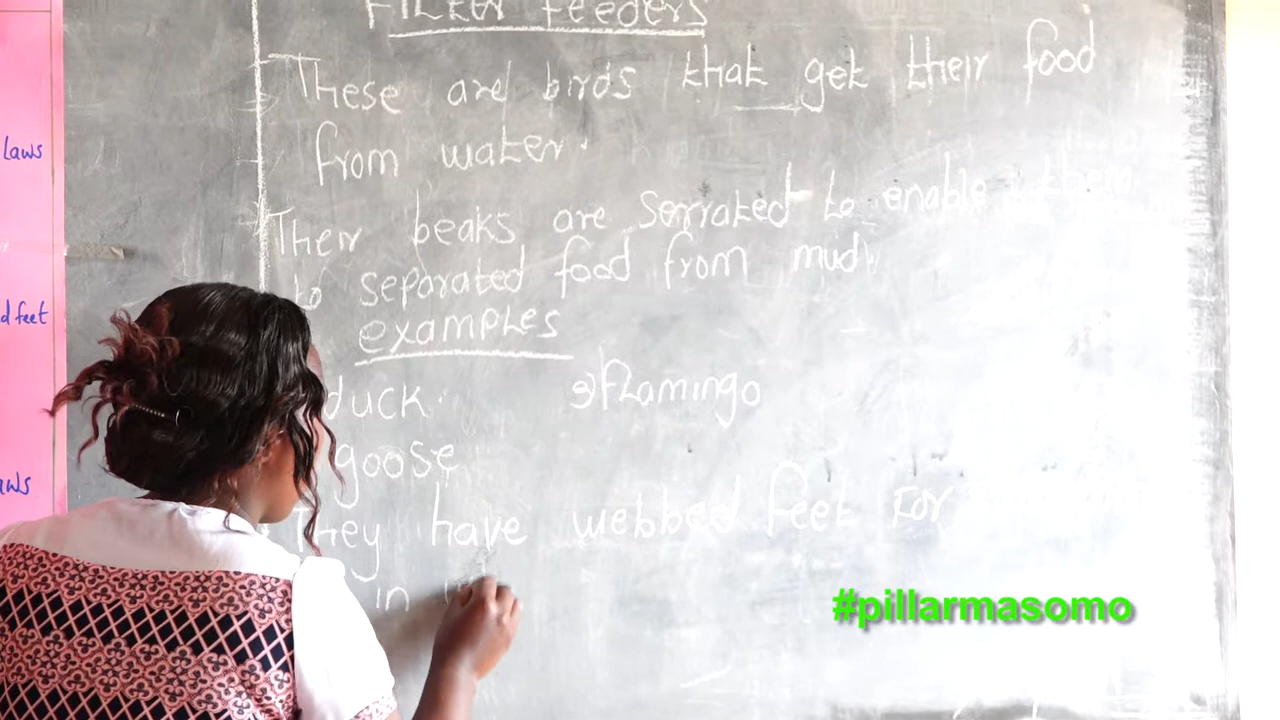 FILTER feeders
These are birds that get their food
from water.
Their beaks are serrated to enable them
to separated food from mud
examples
duck
3) flamingo
goose
They have webbed feet for
in
laws
d feet
aws
#pillarmasomo